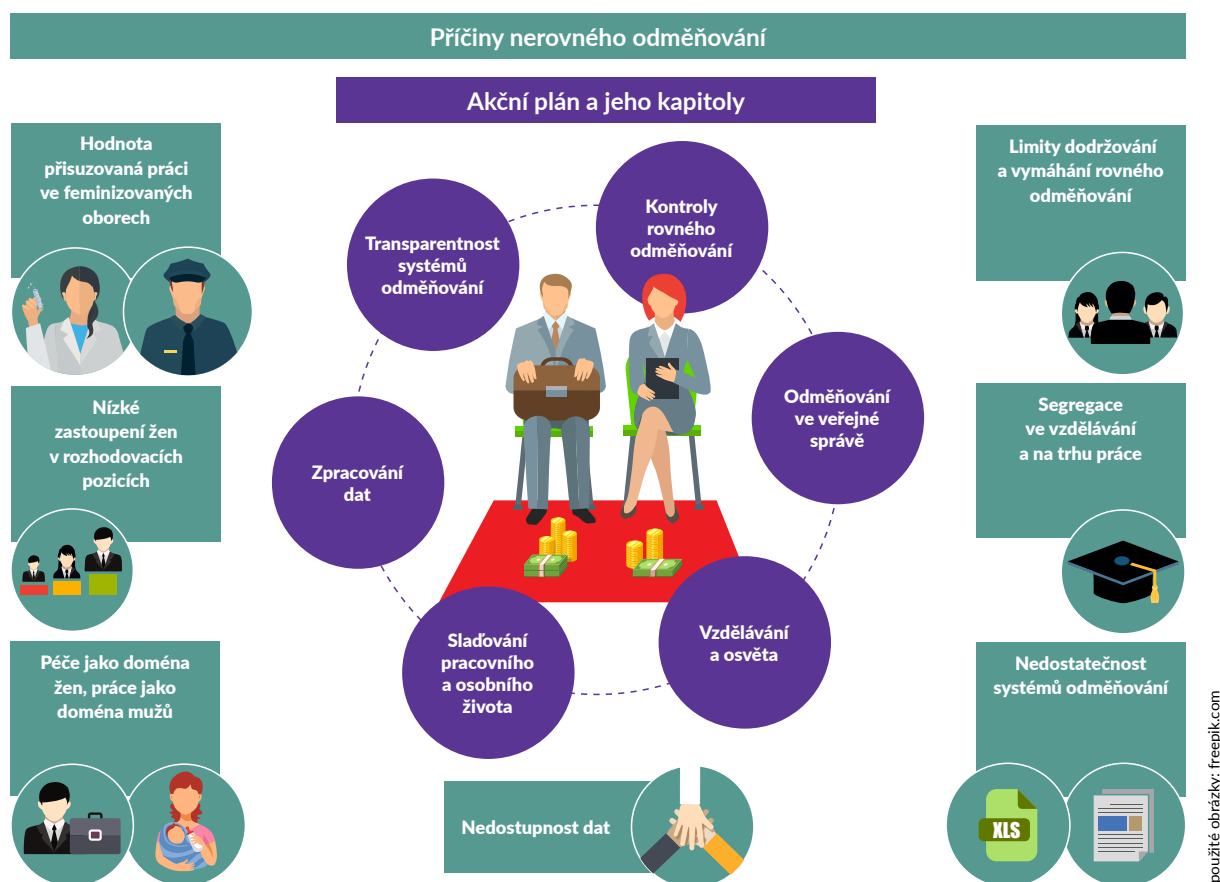 Příčiny nerovného odměňování
Akční plán a jeho kapitoly
Hodnota
přisuzovaná práci
ve feminizovaných
oborech
Nízké
zastoupení žen
v rozhodovacích
pozicích
Péče jako doména
žen, práce jako
doména mužů
Transparentnost
systémů
odměňování
Kontroly
rovného
odměňování
Odměňování
ve veřejné
správě
Vzdělávání
a osvěta
Slaďování
pracovního
a osobního
života
Zpracování
dat
Nedostupnost dat
Limity dodržování
a vymáhání rovného
odměňování
Segregace
ve vzdělávání
a na trhu práce
Nedostatečnost
systémů odměňování
XLS
použité obrázky: freepik.com